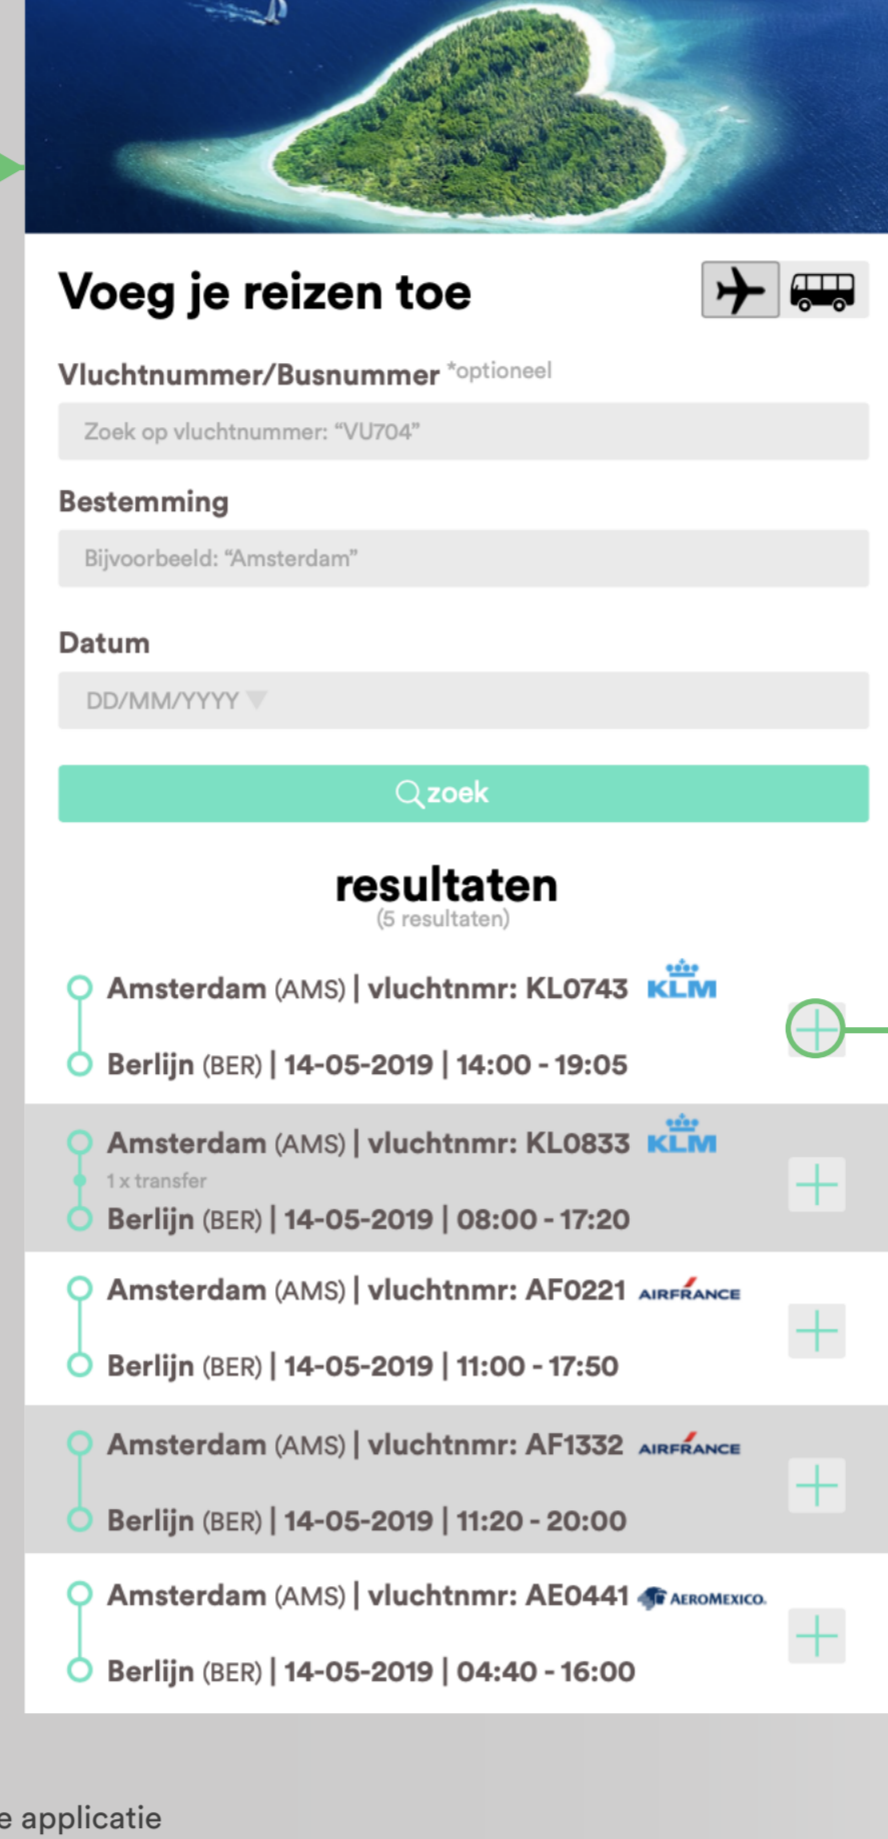 Voeg je reizen toe
Vluchtnummer/Busnummer *optioneel
Zoek op vluchtnummer: “VU704”
Bestemming
Bijvoorbeeld: “Amsterdam”
Datum
DD/MM/YYYY
zoek
resultaten
(5 resultaten)
Amsterdam (AMS) | vluchtnmr: KL0743 KLM
Berlijn (BER) | 14-05-2019 | 14:00 - 19:05
Amsterdam (AMS) | vluchtnmr: KL0833 KLM
1 x transfer
Berlijn (BER) | 14-05-2019 | 08:00 - 17:20
Amsterdam (AMS) | vluchtnmr: AF0221 AIRFRANCE
Berlijn (BER) | 14-05-2019 | 11:00 - 17:50
Amsterdam (AMS) | vluchtnmr: AF1332 AIRFRANCE
Berlijn (BER) | 14-05-2019 | 11:20 - 20:00
Amsterdam (AMS) | vluchtnmr: AE0441 AEROMEXICO.
Berlijn (BER) | 14-05-2019 | 04:40 - 16:00
e applicatie